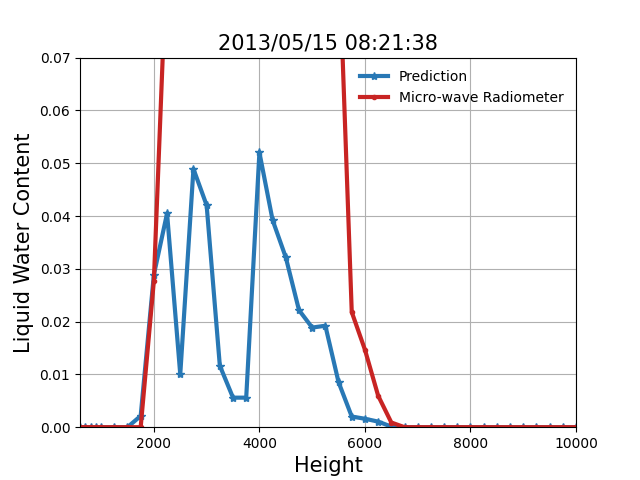 2013/05/15 08:21:38
0.07
0.06
0.05
0.04
0.03
0.02
0.01
0.00
Liquid Water Content
Prediction
Micro-wave Radiometer
2000 4000 6000 8000 10000
Height